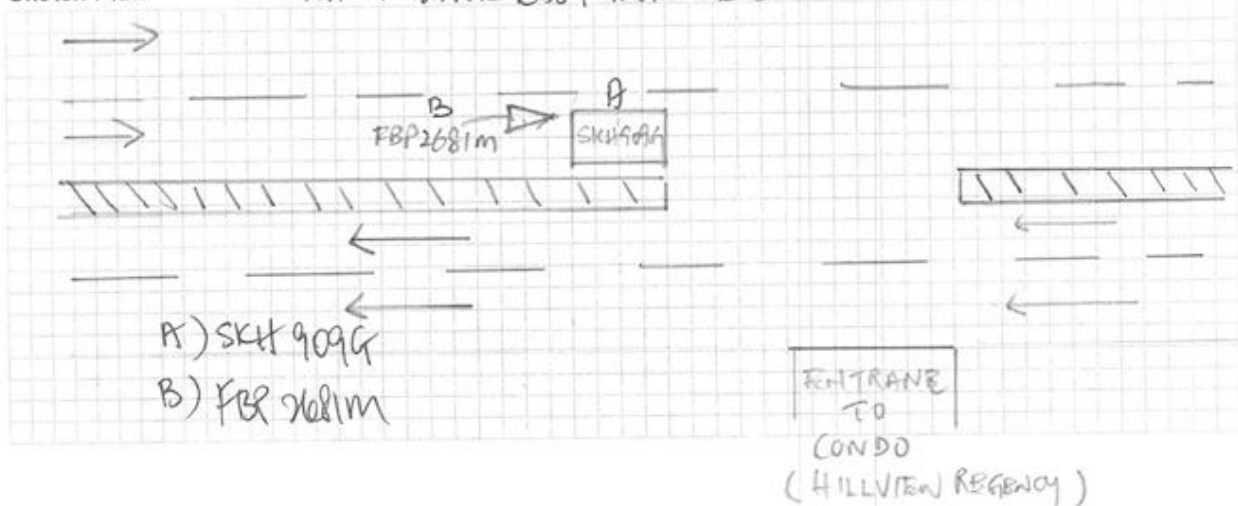 B
A
FBP2681M
SKH909G
A) SKH 909G
B) FBP 2681M
ENTRANE
TO
CONDO
(HILLVIEW REGENCY)